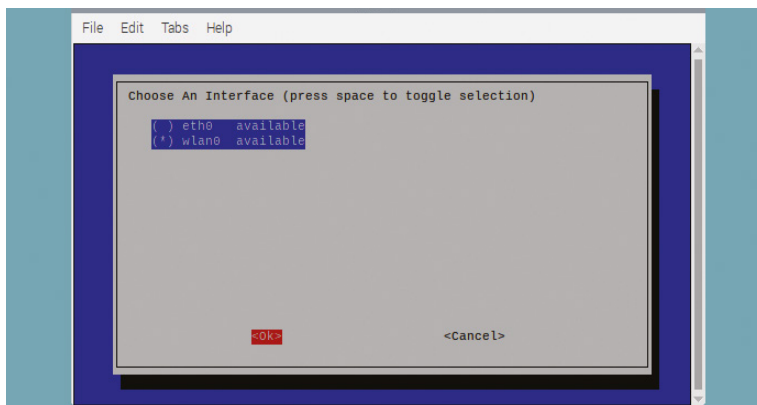 File Edit Tabs Help
Choose An Interface (press space to toggle selection)
( ) eth0 available
(*) wlan0 available
<Ok> <Cancel>